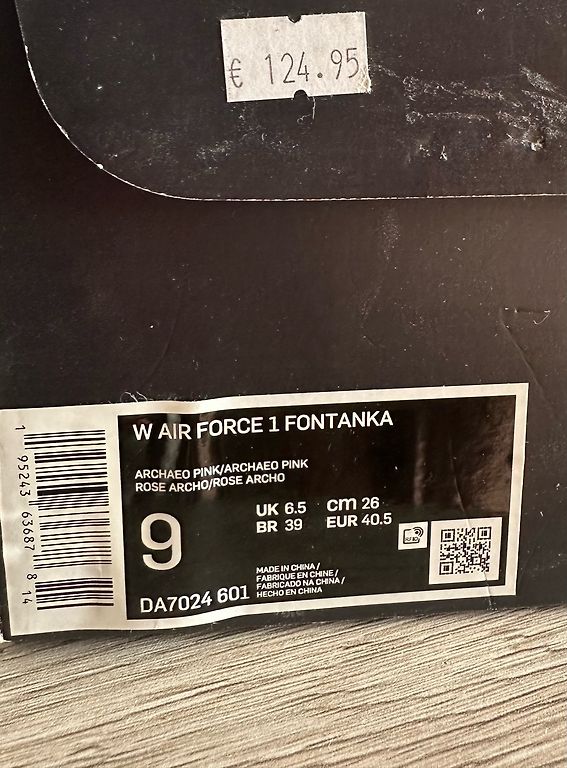 € 124.95
W AIR FORCE 1 FONTANKA
ARCHAEO PINK/ARCHAEO PINK
ROSE ARCHO/ROSE ARCHO
9
UK 6.5 cm 26
BR 39 EUR 40.5
RFID
DA7024 601
MADE IN CHINA /
FABRIQUE EN CHINE /
FABRICADO NA CHINA /
HECHO EN CHINA
1 95243 63687 8 14